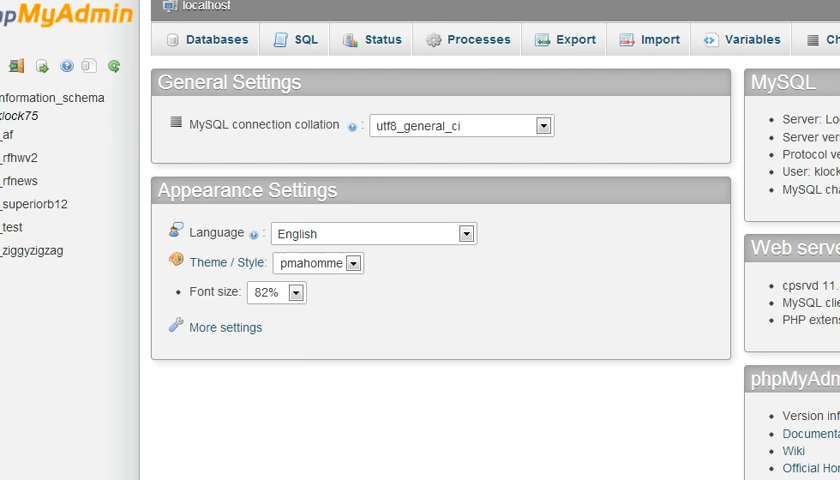 localhost
phpMyAdmin
Databases SQL Status Processes Export Import Variables
General Settings
MySQL connection collation : utf8_general_ci
Appearance Settings
Language : English
Theme / Style: pmahomme
Font size: 82%
More settings
nformation_schema
klock75
_af
_rfhwv2
_rfnews
_superiorb12
_test
_ziggyzigzag
MySQL
Server: Lo
Server ver
Protocol ve
User: klock
MySQL cha
Web serve
cpsrvd 11.
MySQL clie
PHP extens
phpMyAdm
Version inf
Documenta
Wiki
Official Hom